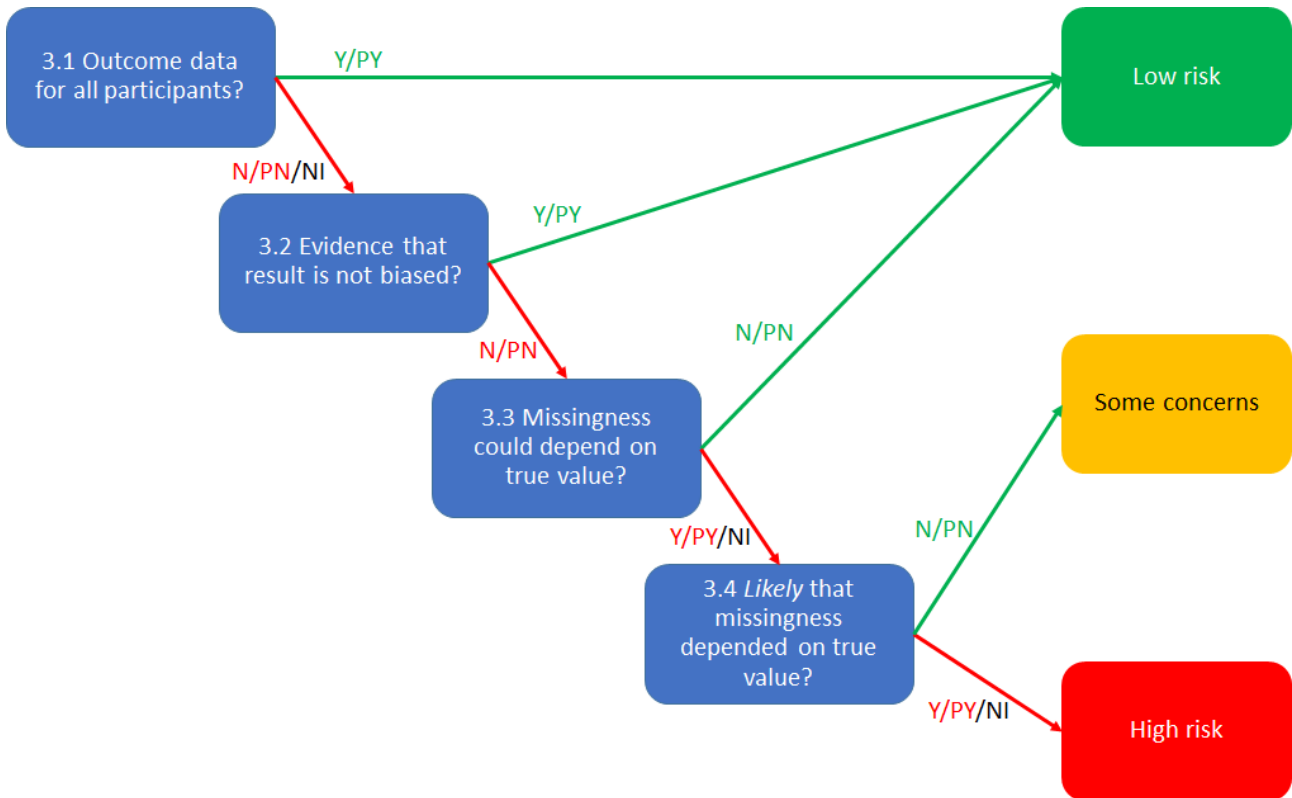 3.1 Outcome data
for all participants?
Y/PY
Low risk
N/PN/NI
3.2 Evidence that
result is not biased?
Y/PY
N/PN
3.3 Missingness
could depend on
true value?
N/PN
Some concerns
Y/PY/NI
3.4 Likely that
missingness
depended on true
value?
N/PN
Y/PY/NI
High risk